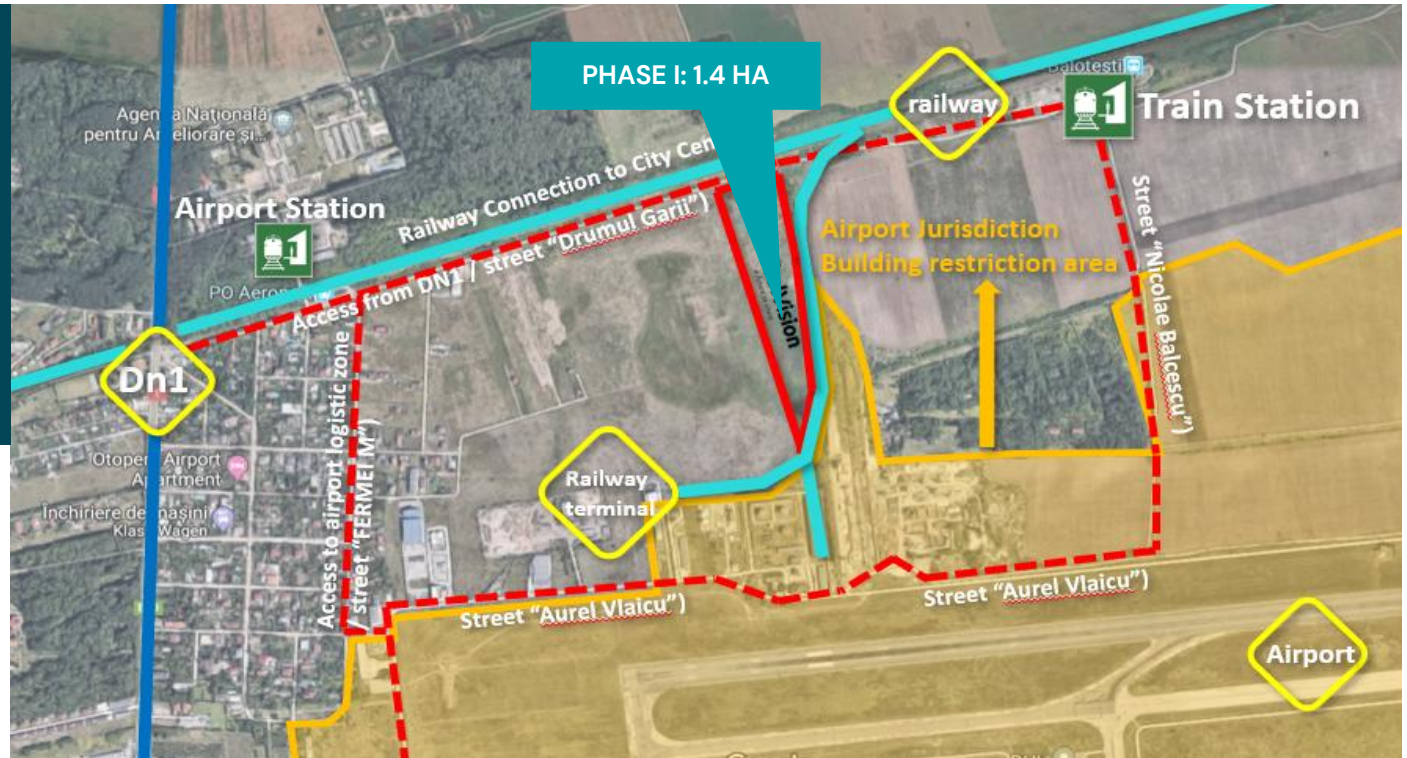 PHASE I: 1.4 HA
Balotesti
railway
Train Station
Agen a Națională
pentru Ameliorare și...
Railway Connection to City Cen
Airport Station
Access from DN1 / street "Drumul Garii")
PO Aerop
Airport Jurisdiction
Building restriction area
Street "Nicolae Balcescu")
Dn1
Access to airport logistic zone
/ street "FERMEI M")
Otopeni Airport
Apartment
Închiriere de mașini
Klass Wagen
Railway
terminal
Street "Aurel Vlaicu")
Street "Aurel Vlaicu")
Airport